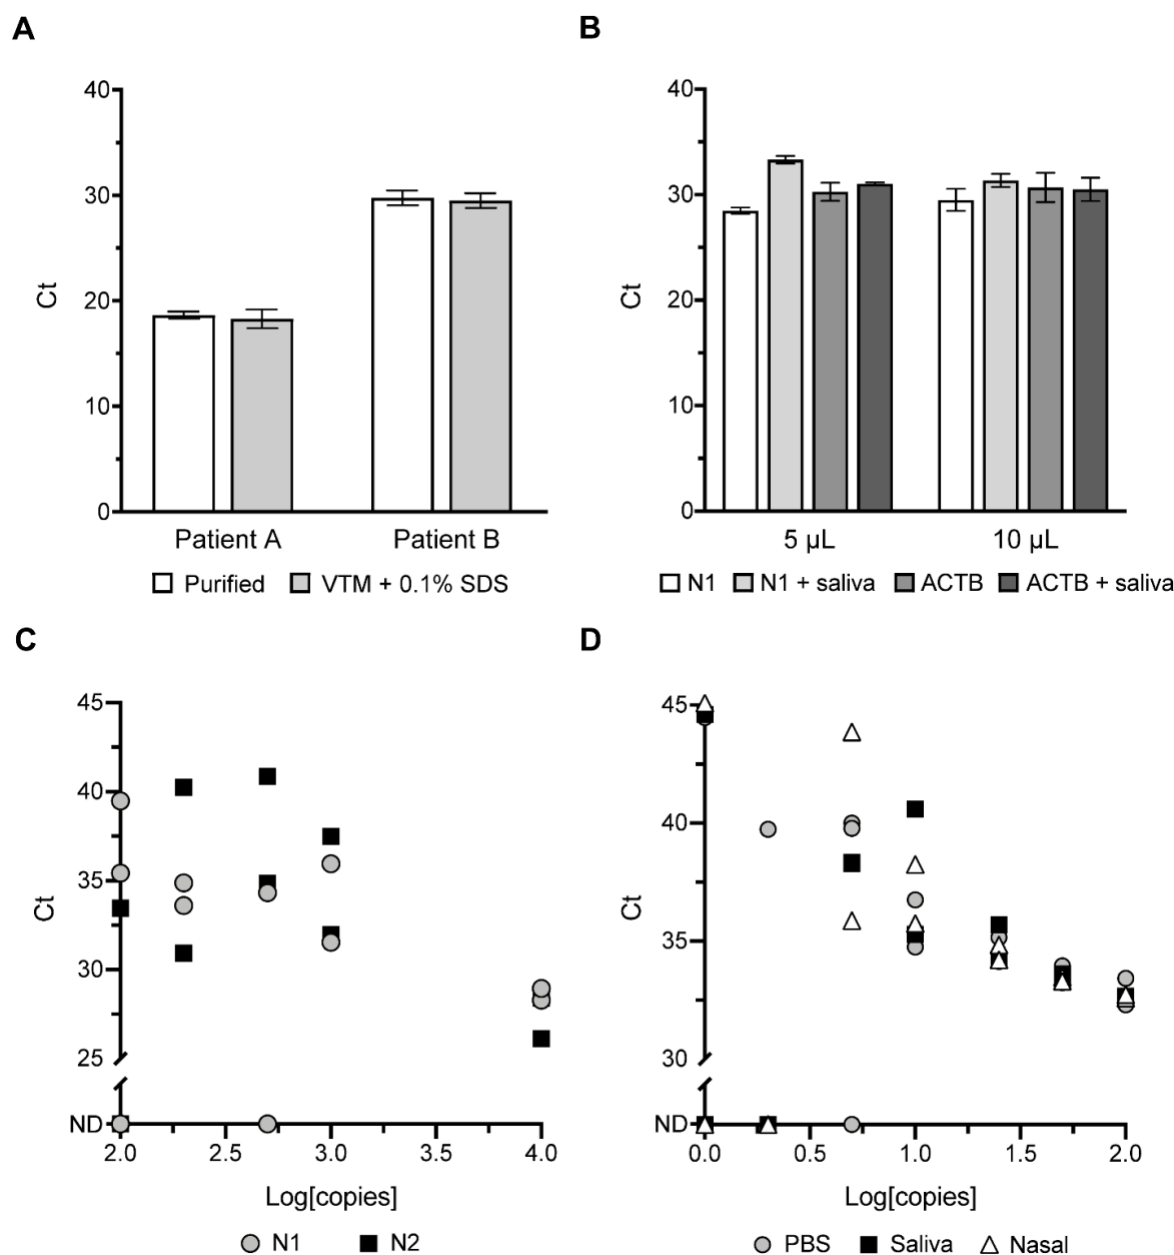 A
40
30
20
10
0
Ct
Patient A
Patient B
Purified
VTM + 0.1% SDS
B
40
30
20
10
0
Ct
5 µL
10 µL
N1
N1 + saliva
ACTB
ACTB + saliva
C
45
40
35
30
25
ND
Ct
2.0
2.5
3.0
3.5
4.0
Log[copies]
N1
N2
D
45
40
35
30
ND
Ct
0.0
0.5
1.0
1.5
2.0
Log[copies]
PBS
Saliva
Nasal